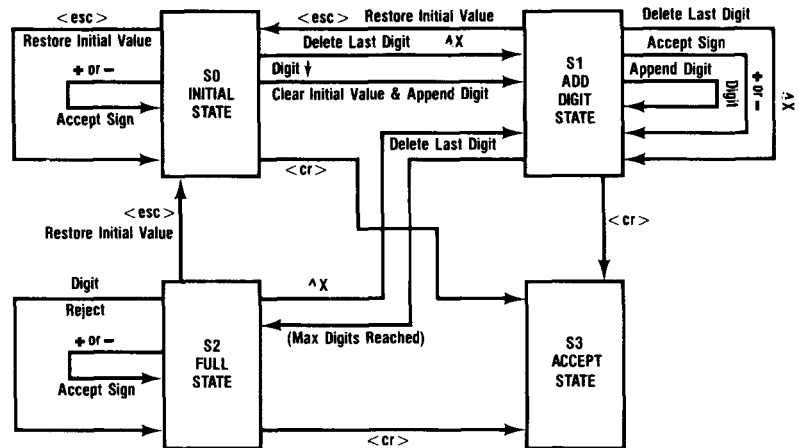 <esc>
Restore Initial Value
+ or −
Accept Sign
S0
INITIAL
STATE
<esc> Restore Initial Value
Delete Last Digit ^X
Digit ↓
Clear Initial Value & Append Digit
S1
ADD
DIGIT
STATE
Delete Last Digit
Accept Sign
Append Digit
Digit
+ or −
^X
Delete Last Digit
<cr>
<esc>
Restore Initial Value
<cr>
Digit
Reject
+ or −
Accept Sign
S2
FULL
STATE
^X
(Max Digits Reached)
S3
ACCEPT
STATE
<cr>